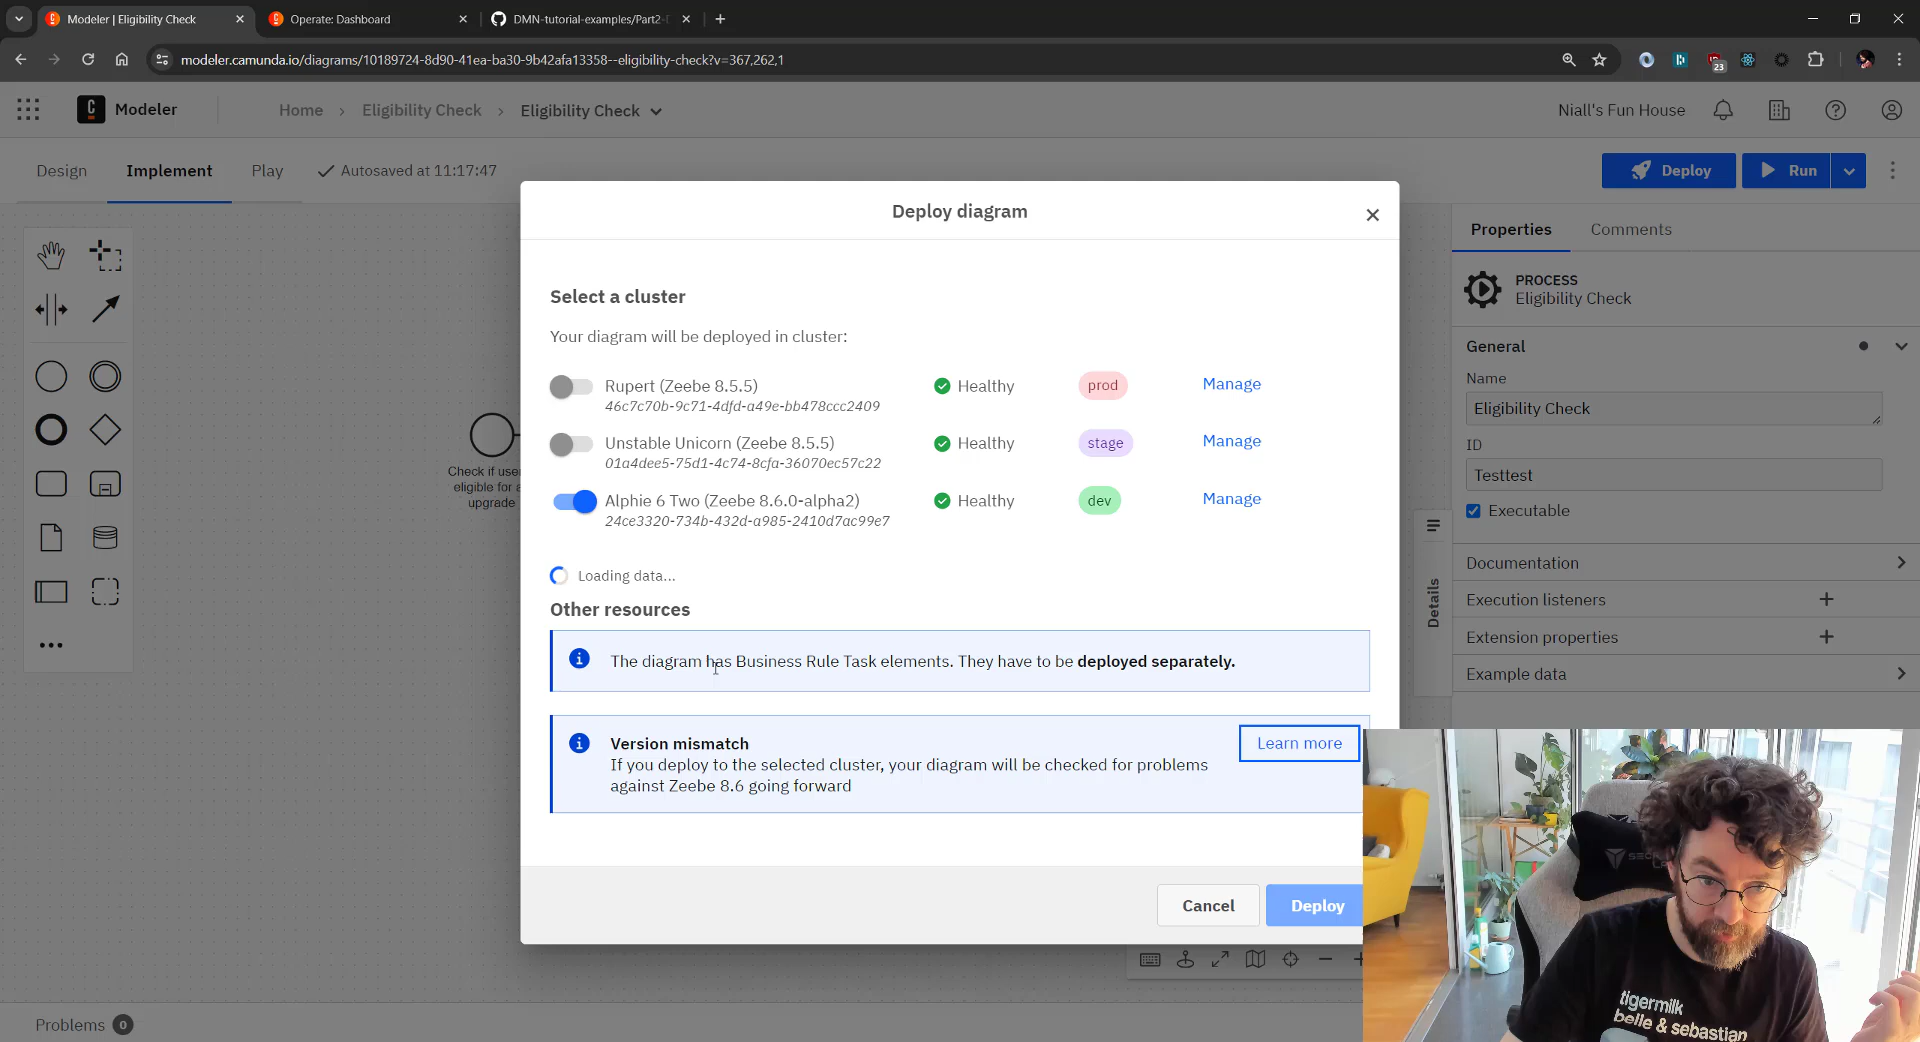 Modeler | Eligibility Check
Operate: Dashboard
DMN-tutorial-examples/Part2-
modeler.camunda.io/diagrams/10189724-8d90-41ea-ba30-9b42afa13358--eligibility-check?v=367,262,1
23
Modeler
Home
Eligibility Check
Eligibility Check
Niall's Fun House
Design
Implement
Play
Autosaved at 11:17:47
Deploy
Run
Deploy diagram
Select a cluster
Your diagram will be deployed in cluster:
Rupert (Zeebe 8.5.5)
46c7c70b-9c71-4dfd-a49e-bb478ccc2409
Healthy
prod
Manage
Unstable Unicorn (Zeebe 8.5.5)
01a4dee5-75d1-4c74-8cfa-36070ec57c22
Healthy
stage
Manage
Alphie 6 Two (Zeebe 8.6.0-alpha2)
24ce3320-734b-432d-a985-2410d7ac99e7
Healthy
dev
Manage
Loading data...
Other resources
The diagram has Business Rule Task elements. They have to be deployed separately.
Version mismatch
If you deploy to the selected cluster, your diagram will be checked for problems
against Zeebe 8.6 going forward
Learn more
Cancel
Deploy
Check if use
eligible for a
upgrade
Properties
Comments
PROCESS
Eligibility Check
General
Name
Eligibility Check
ID
Testtest
Executable
Documentation
Execution listeners
Extension properties
Example data
Details
Problems 0
tigermilk
belle & sebastian